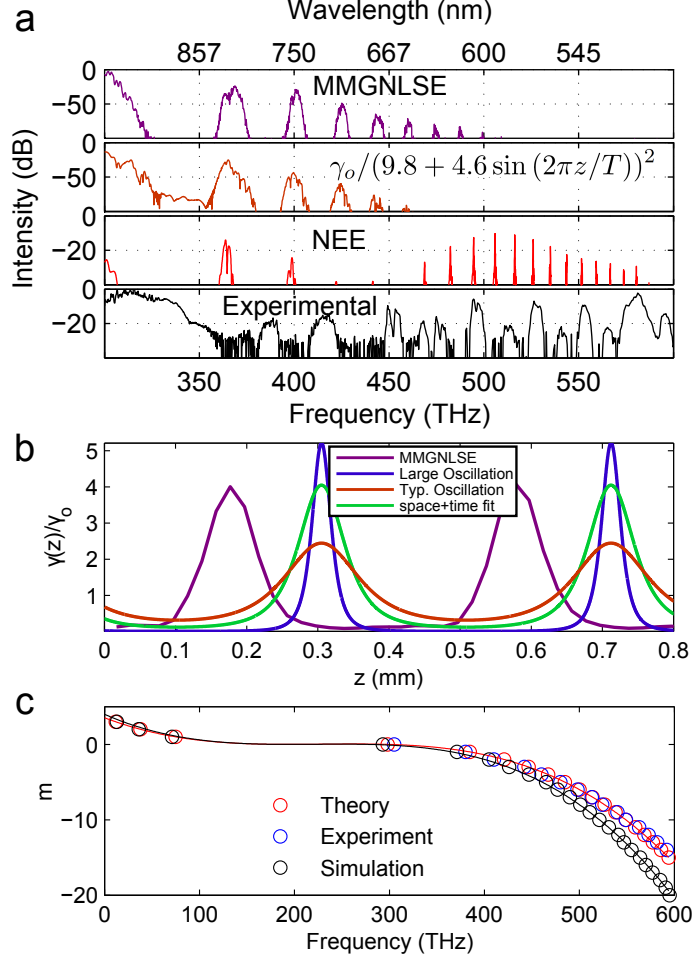 a
Wavelength (nm)
857 750 667 600 545
Intensity (dB)
0
−50
−100
MMGNLSE
0
−50
−100
γₒ/(9.8 + 4.6 sin (2πz/T))²
0
−20
NEE
0
−20
Experimental
350 400 450 500 550
Frequency (THz)
b
γ(z)/γₒ
5
4
3
2
1
MMGNLSE
Large Oscillation
Typ. Oscillation
space+time fit
0 0.1 0.2 0.3 0.4 0.5 0.6 0.7 0.8
z (mm)
c
m
0
−10
−20
Theory
Experiment
Simulation
0 100 200 300 400 500 600
Frequency (THz)